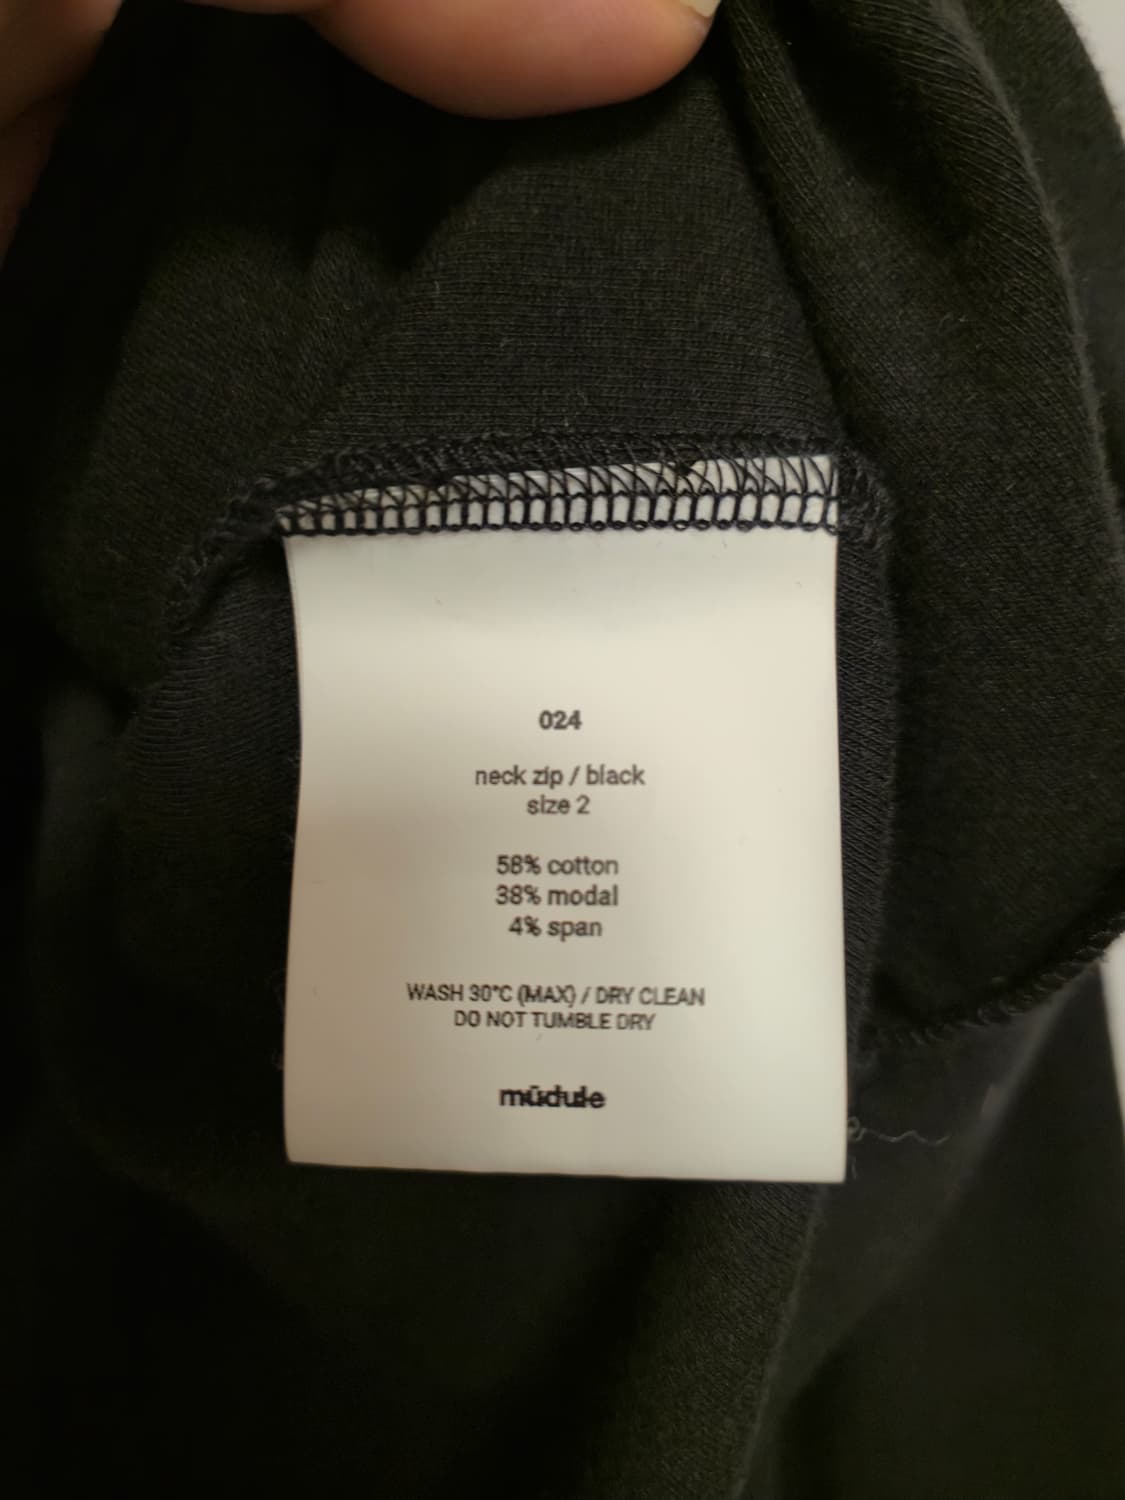 024
neck zip / black
size 2
58% cotton
38% modal
4% span
WASH 30°C (MAX) / DRY CLEAN
DO NOT TUMBLE DRY